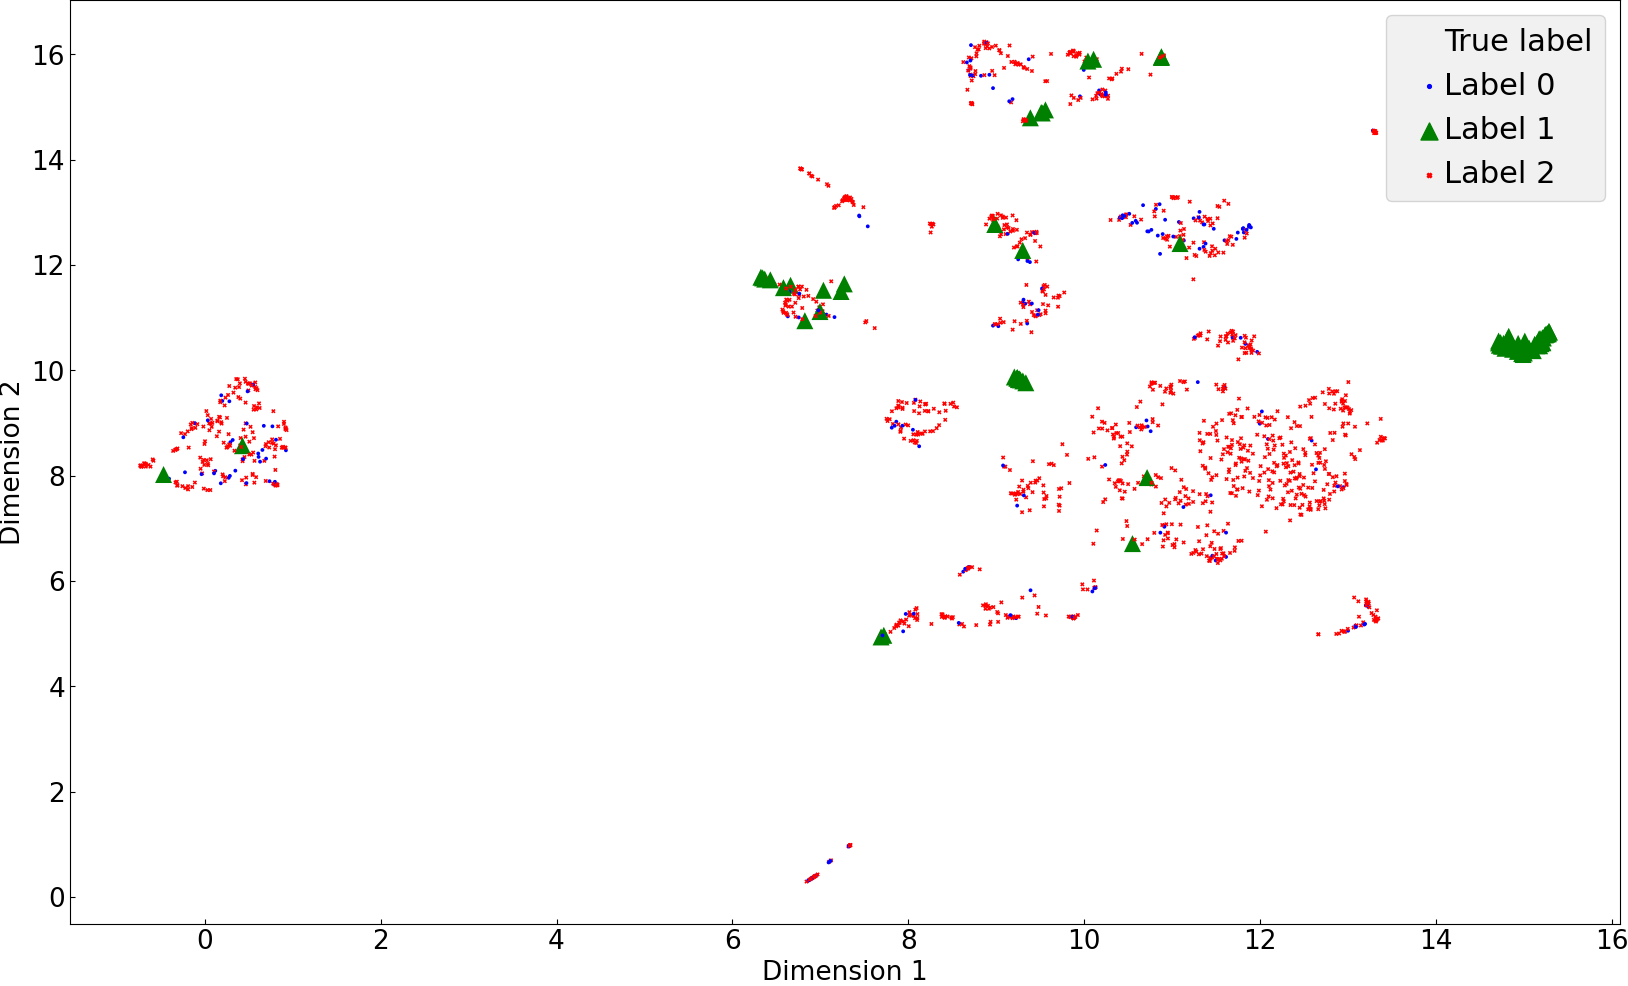 True label
Label 0
Label 1
Label 2
Dimension 2
16
14
12
10
8
6
4
2
0
0 2 4 6 8 10 12 14 16
Dimension 1